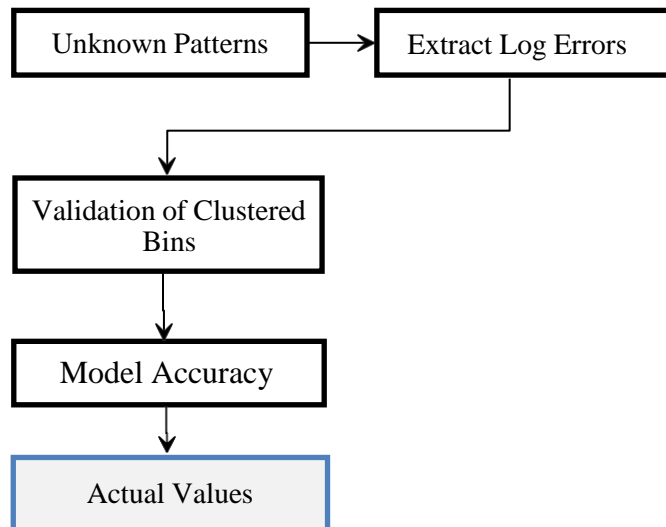 Unknown Patterns
Extract Log Errors
Validation of Clustered
Bins
Model Accuracy
Actual Values